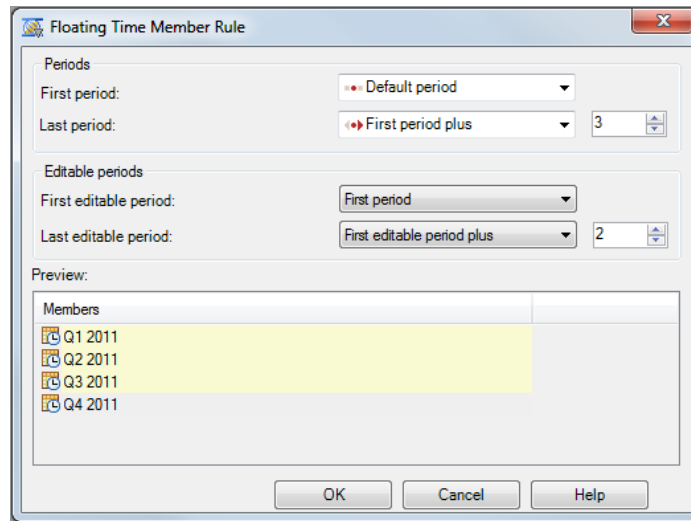 Floating Time Member Rule
Periods
First period: Default period
Last period: First period plus 3
Editable periods
First editable period: First period
Last editable period: First editable period plus 2
Preview:
Members
Q1 2011
Q2 2011
Q3 2011
Q4 2011
OK Cancel Help